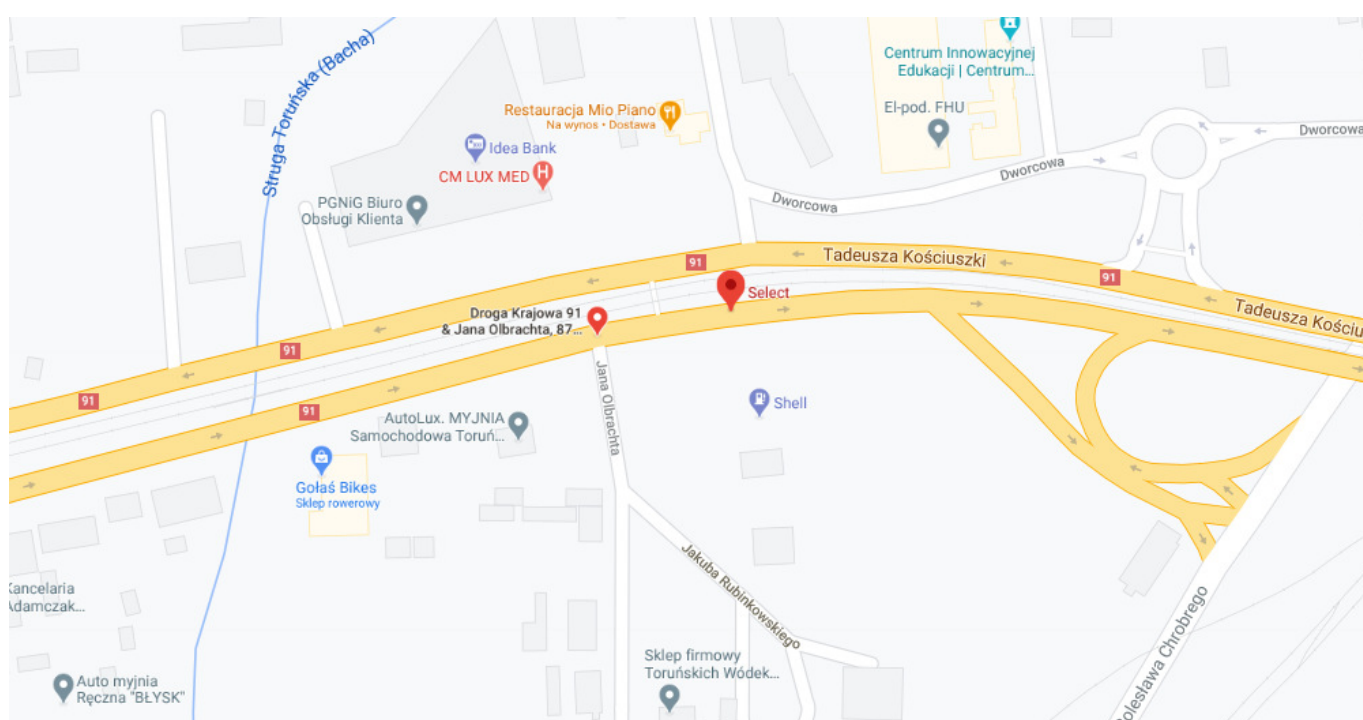 Struga Toruńska (Bacha)
Centrum Innowacyjnej
Edukacji | Centrum...
Restauracja Mio Piano
Na wynos • Dostawa
El-pod. FHU
Idea Bank
CM LUX MED
PGNiG Biuro
Obsługi Klienta
Dworcowa
Dworcowa
Dworcowa
91
Tadeusza Kościuszki
91
Tadeusza Kościu
Select
Droga Krajowa 91
& Jana Olbrachta, 87...
91
91
91
Jana Olbrachta
Shell
AutoLux. MYJNIA
Samochodowa Toruń...
Gołaś Bikes
Sklep rowerowy
Jakuba Rubinkowskiego
Kancelaria
Adamczak...
Sklep firmowy
Toruńskich Wódek...
Auto myjnia
Ręczna "BŁYSK"
olesława Chrobrego